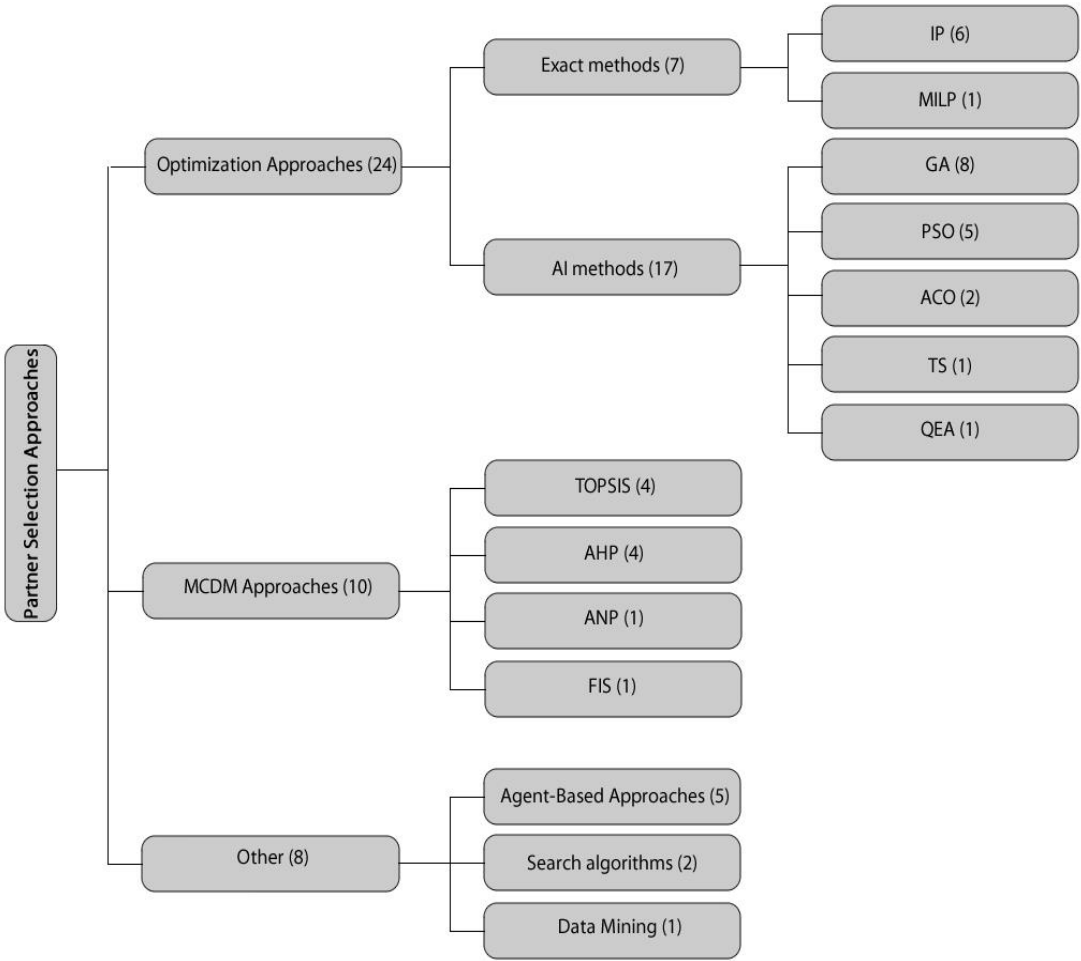 Partner Selection Approaches
Optimization Approaches (24)
Exact methods (7)
IP (6)
MILP (1)
AI methods (17)
GA (8)
PSO (5)
ACO (2)
TS (1)
QEA (1)
MCDM Approaches (10)
TOPSIS (4)
AHP (4)
ANP (1)
FIS (1)
Other (8)
Agent-Based Approaches (5)
Search algorithms (2)
Data Mining (1)